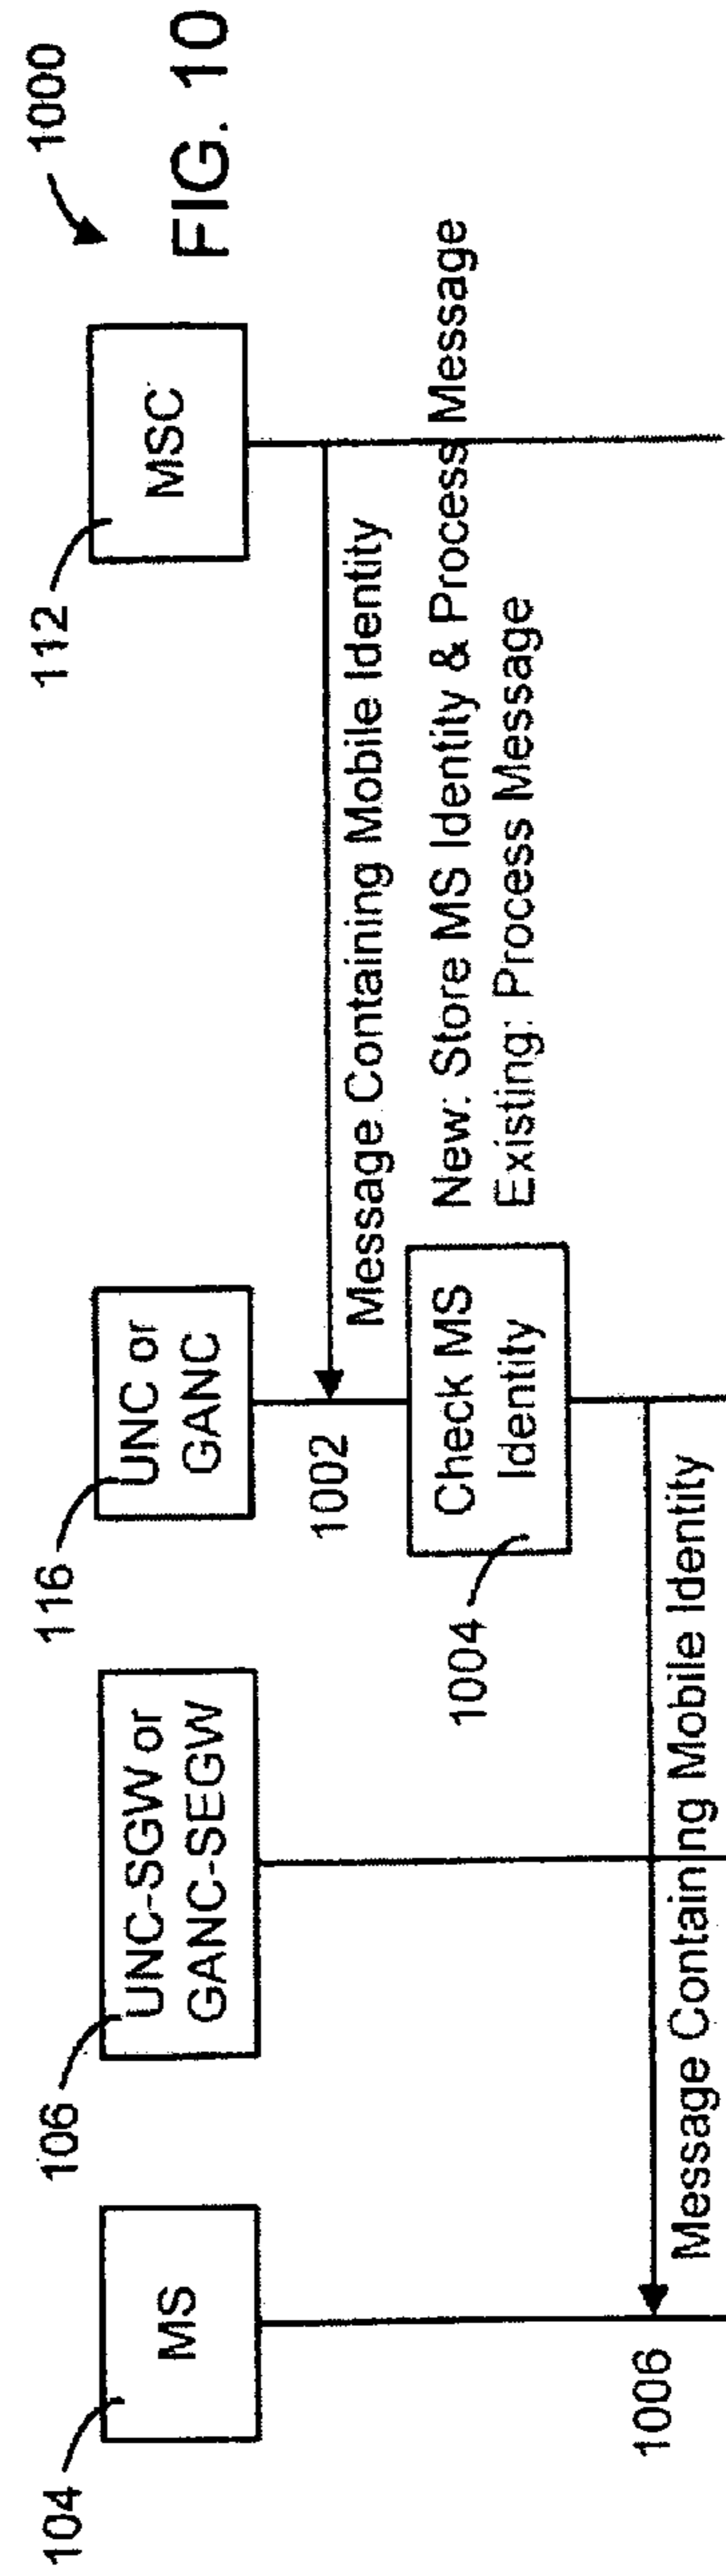 1000
FIG. 10
104
MS
106
UNC-SGW or
GANC-SEGW
116
UNC or
GANC
112
MSC
1002
Message Containing Mobile Identity
1004
Check MS
Identity
New: Store MS Identity & Process Message
Existing: Process Message
1006
Message Containing Mobile Identity